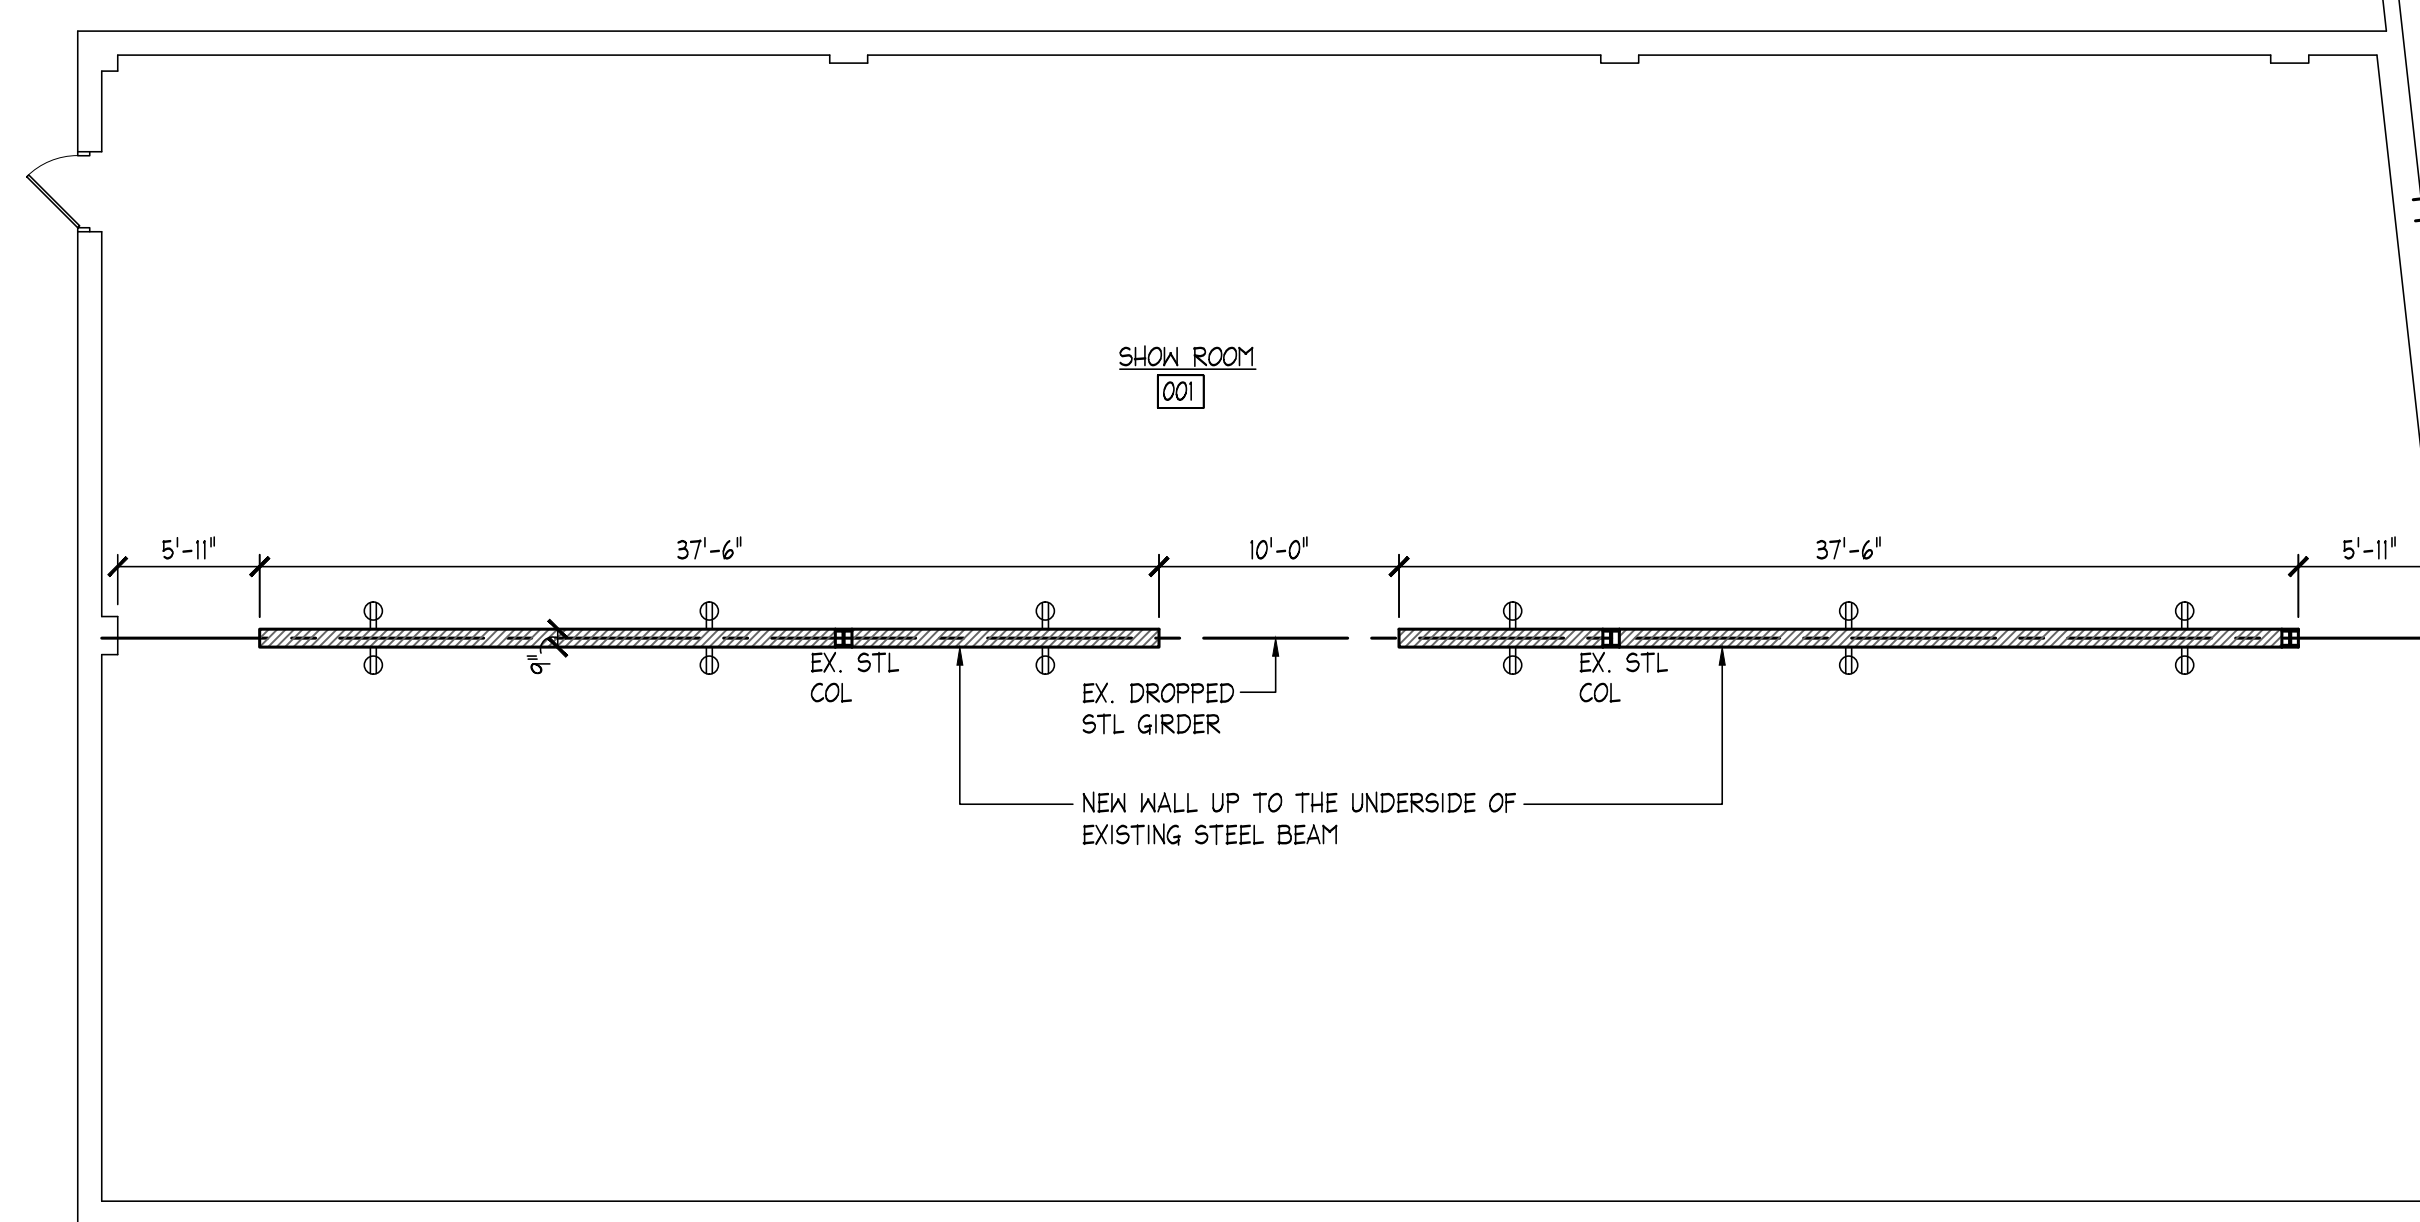 SHOW ROOM
001
5'-11"
37'-6"
10'-0"
37'-6"
5'-11"
9"
EX. STL
COL
EX. DROPPED
STL GIRDER
EX. STL
COL
NEW WALL UP TO THE UNDERSIDE OF
EXISTING STEEL BEAM